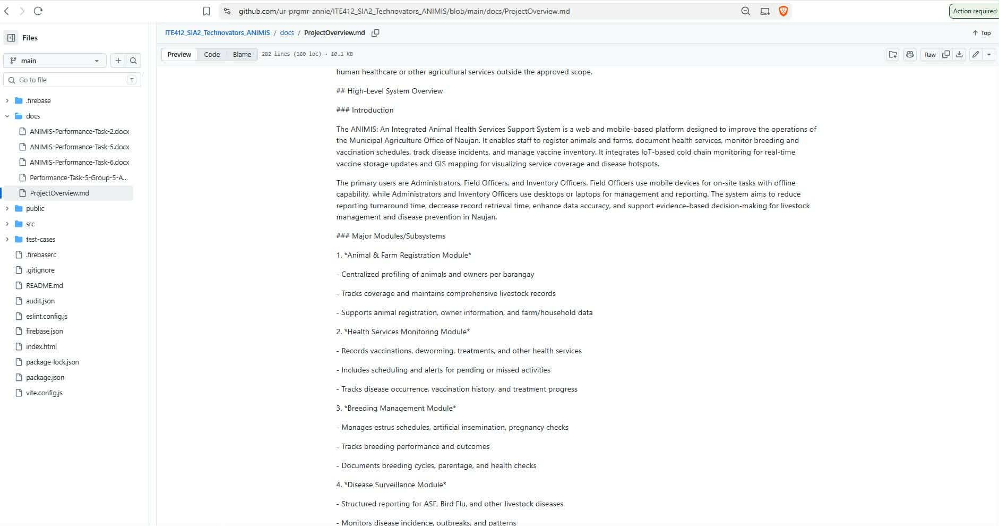 github.com/ur-prgmr-annie/ITE412_SIA2_Technovators_ANIMIS/blob/main/docs/ProjectOverview.md
Action required
Files
main
Go to file
T
.firebase
docs
ANIMIS-Performance-Task-2.docx
ANIMIS-Performance-Task-5.docx
ANIMIS-Performance-Task-6.docx
Performance-Task-5-Group-5-A...
ProjectOverview.md
public
src
test-cases
.firebaserc
.gitignore
README.md
audit.json
eslint.config.js
firebase.json
index.html
package-lock.json
package.json
vite.config.js
ITE412_SIA2_Technovators_ANIMIS / docs / ProjectOverview.md
Top
Preview Code Blame 282 lines (160 loc) · 10.1 KB
Raw
human healthcare or other agricultural services outside the approved scope.
## High-Level System Overview
### Introduction
The ANIMIS: An Integrated Animal Health Services Support System is a web and mobile-based platform designed to improve the operations of
the Municipal Agriculture Office of Naujan. It enables staff to register animals and farms, document health services, monitor breeding and
vaccination schedules, track disease incidents, and manage vaccine inventory. It integrates IoT-based cold chain monitoring for real-time
vaccine storage updates and GIS mapping for visualizing service coverage and disease hotspots.
The primary users are Administrators, Field Officers, and Inventory Officers. Field Officers use mobile devices for on-site tasks with offline
capability, while Administrators and Inventory Officers use desktops or laptops for management and reporting. The system aims to reduce
reporting turnaround time, decrease record retrieval time, enhance data accuracy, and support evidence-based decision-making for livestock
management and disease prevention in Naujan.
### Major Modules/Subsystems
1. *Animal & Farm Registration Module*
- Centralized profiling of animals and owners per barangay
- Tracks coverage and maintains comprehensive livestock records
- Supports animal registration, owner information, and farm/household data
2. *Health Services Monitoring Module*
- Records vaccinations, deworming, treatments, and other health services
- Includes scheduling and alerts for pending or missed activities
- Tracks disease occurrence, vaccination history, and treatment progress
3. *Breeding Management Module*
- Manages estrus schedules, artificial insemination, pregnancy checks
- Tracks breeding performance and outcomes
- Documents breeding cycles, parentage, and health checks
4. *Disease Surveillance Module*
- Structured reporting for ASF, Bird Flu, and other livestock diseases
- Monitors disease incidence, outbreaks, and patterns